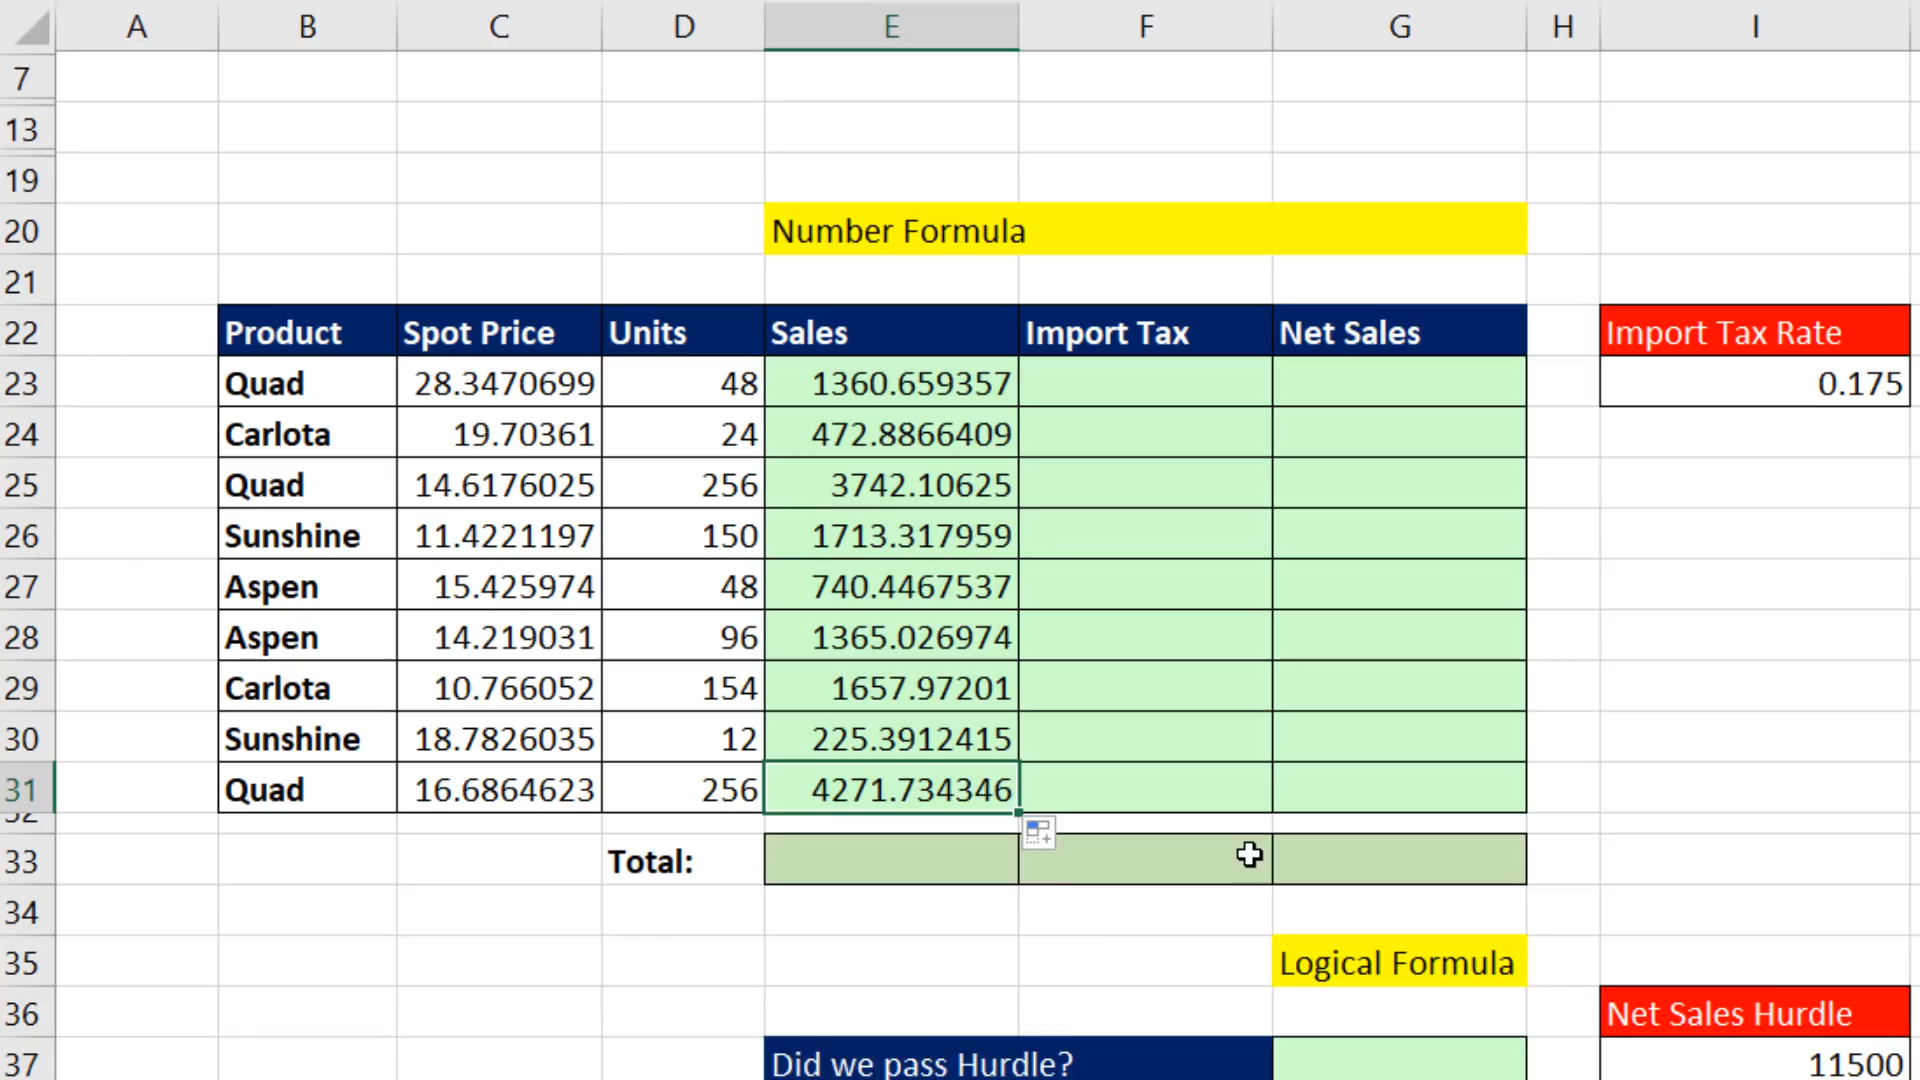 A B C D E F G H I
7
13
19
20 Number Formula
21
22 Product Spot Price Units Sales Import Tax Net Sales Import Tax Rate
23 Quad 28.3470699 48 1360.659357 0.175
24 Carlota 19.70361 24 472.8866409
25 Quad 14.6176025 256 3742.10625
26 Sunshine 11.4221197 150 1713.317959
27 Aspen 15.425974 48 740.4467537
28 Aspen 14.219031 96 1365.026974
29 Carlota 10.766052 154 1657.97201
30 Sunshine 18.7826035 12 225.3912415
31 Quad 16.6864623 256 4271.734346
32
33 Total:
34
35 Logical Formula
36 Net Sales Hurdle
37 Did we pass Hurdle? 11500